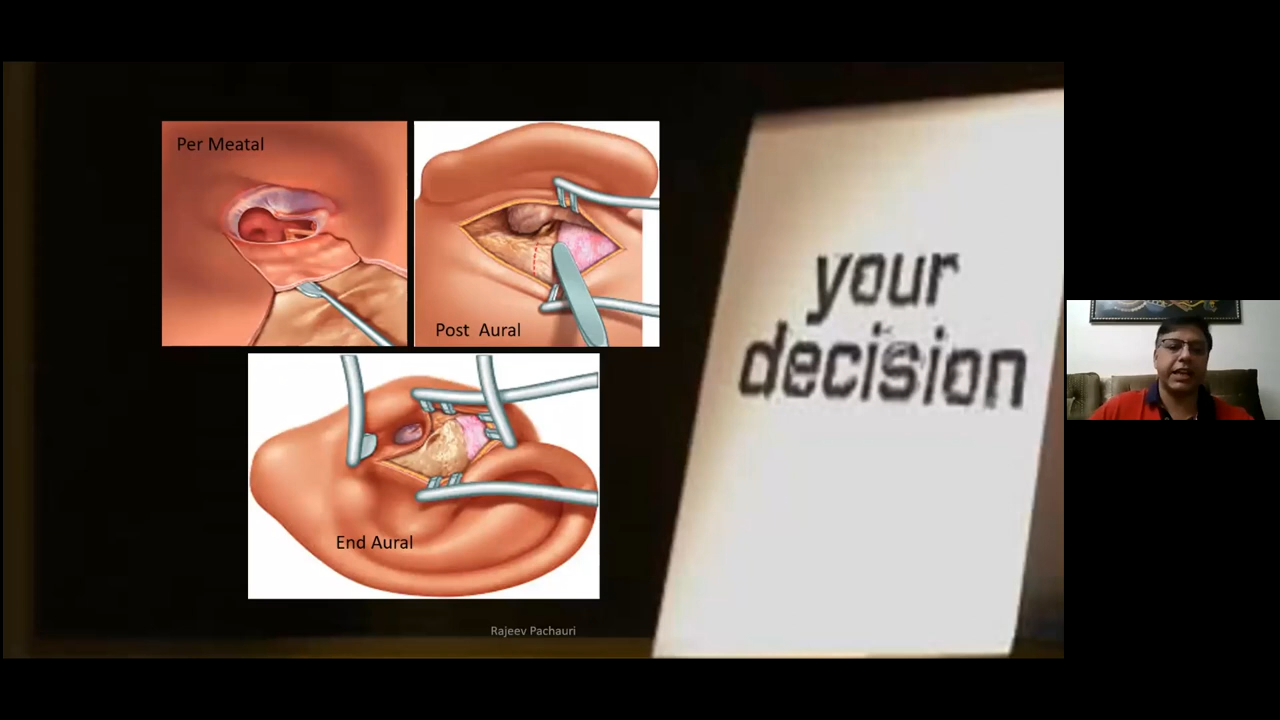 Per Meatal
Post Aural
End Aural
your
decision
Rajeev Pachauri